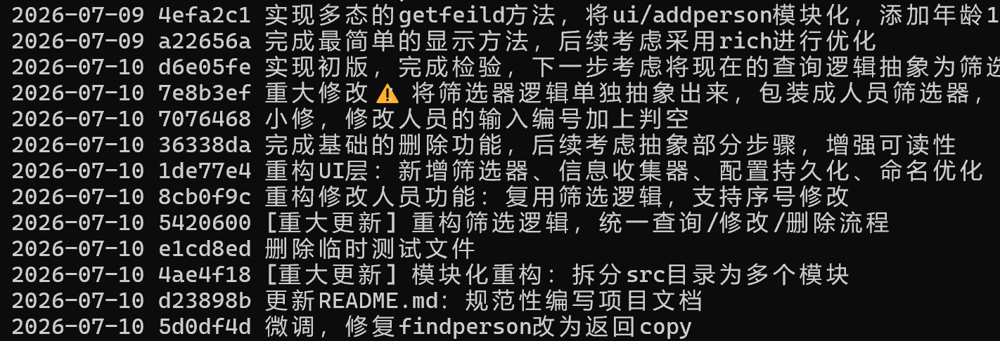 2026-07-09 4efa2c1 实现多态的getfeild方法，将ui/addperson模块化，添加年龄1
2026-07-09 a22656a 完成最简单的显示方法，后续考虑采用rich进行优化
2026-07-10 d6e05fe 实现初版，完成检验，下一步考虑将现在的查询逻辑抽象为筛选
2026-07-10 7e8b3ef 重大修改⚠️ 将筛选器逻辑单独抽象出来，包装成人员筛选器，
2026-07-10 7076468 小修，修改人员的输入编号加上判空
2026-07-10 36338da 完成基础的删除功能，后续考虑抽象部分步骤，增强可读性
2026-07-10 1de77e4 重构UI层：新增筛选器、信息收集器、配置持久化、命名优化
2026-07-10 8cb0f9c 重构修改人员功能：复用筛选逻辑，支持序号修改
2026-07-10 5420600 [重大更新] 重构筛选逻辑，统一查询/修改/删除流程
2026-07-10 e1cd8ed 删除临时测试文件
2026-07-10 4ae4f18 [重大更新] 模块化重构：拆分src目录为多个模块
2026-07-10 d23898b 更新README.md：规范性编写项目文档
2026-07-10 5d0df4d 微调，修复findperson改为返回copy